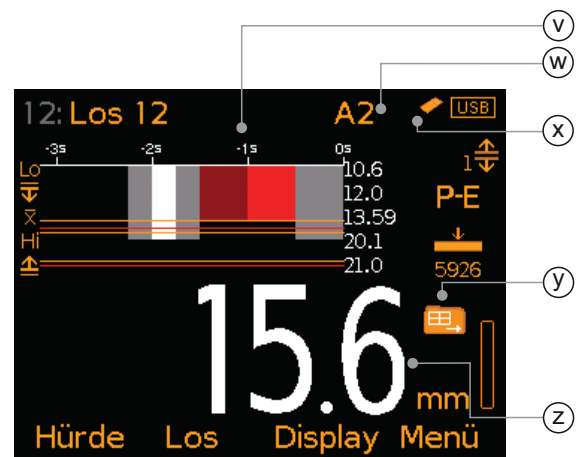 v
w
12: Los 12 A2 USB
x
-3s -2s -1s 0s
Lo 10.6
1
12.0
P-E
x̄ 13.59
Hi 20.1
21.0
5926
y
15.6
mm
z
Hürde Los Display Menü